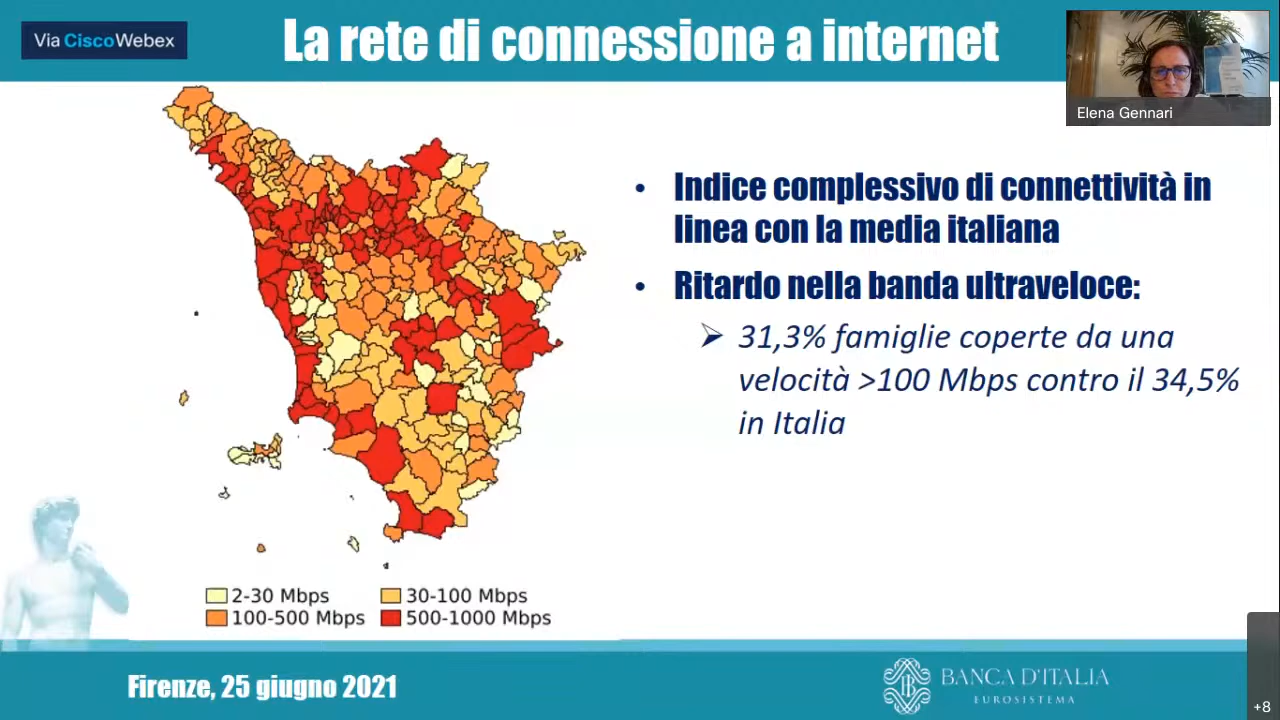 Via CiscoWebex
La rete di connessione a internet
Elena Gennari
• Indice complessivo di connettività in
linea con la media italiana
• Ritardo nella banda ultraveloce:
➢ 31,3% famiglie coperte da una
velocità >100 Mbps contro il 34,5%
in Italia
2-30 Mbps
30-100 Mbps
100-500 Mbps
500-1000 Mbps
Firenze, 25 giugno 2021
BANCA D'ITALIA
EUROSISTEMA
+8